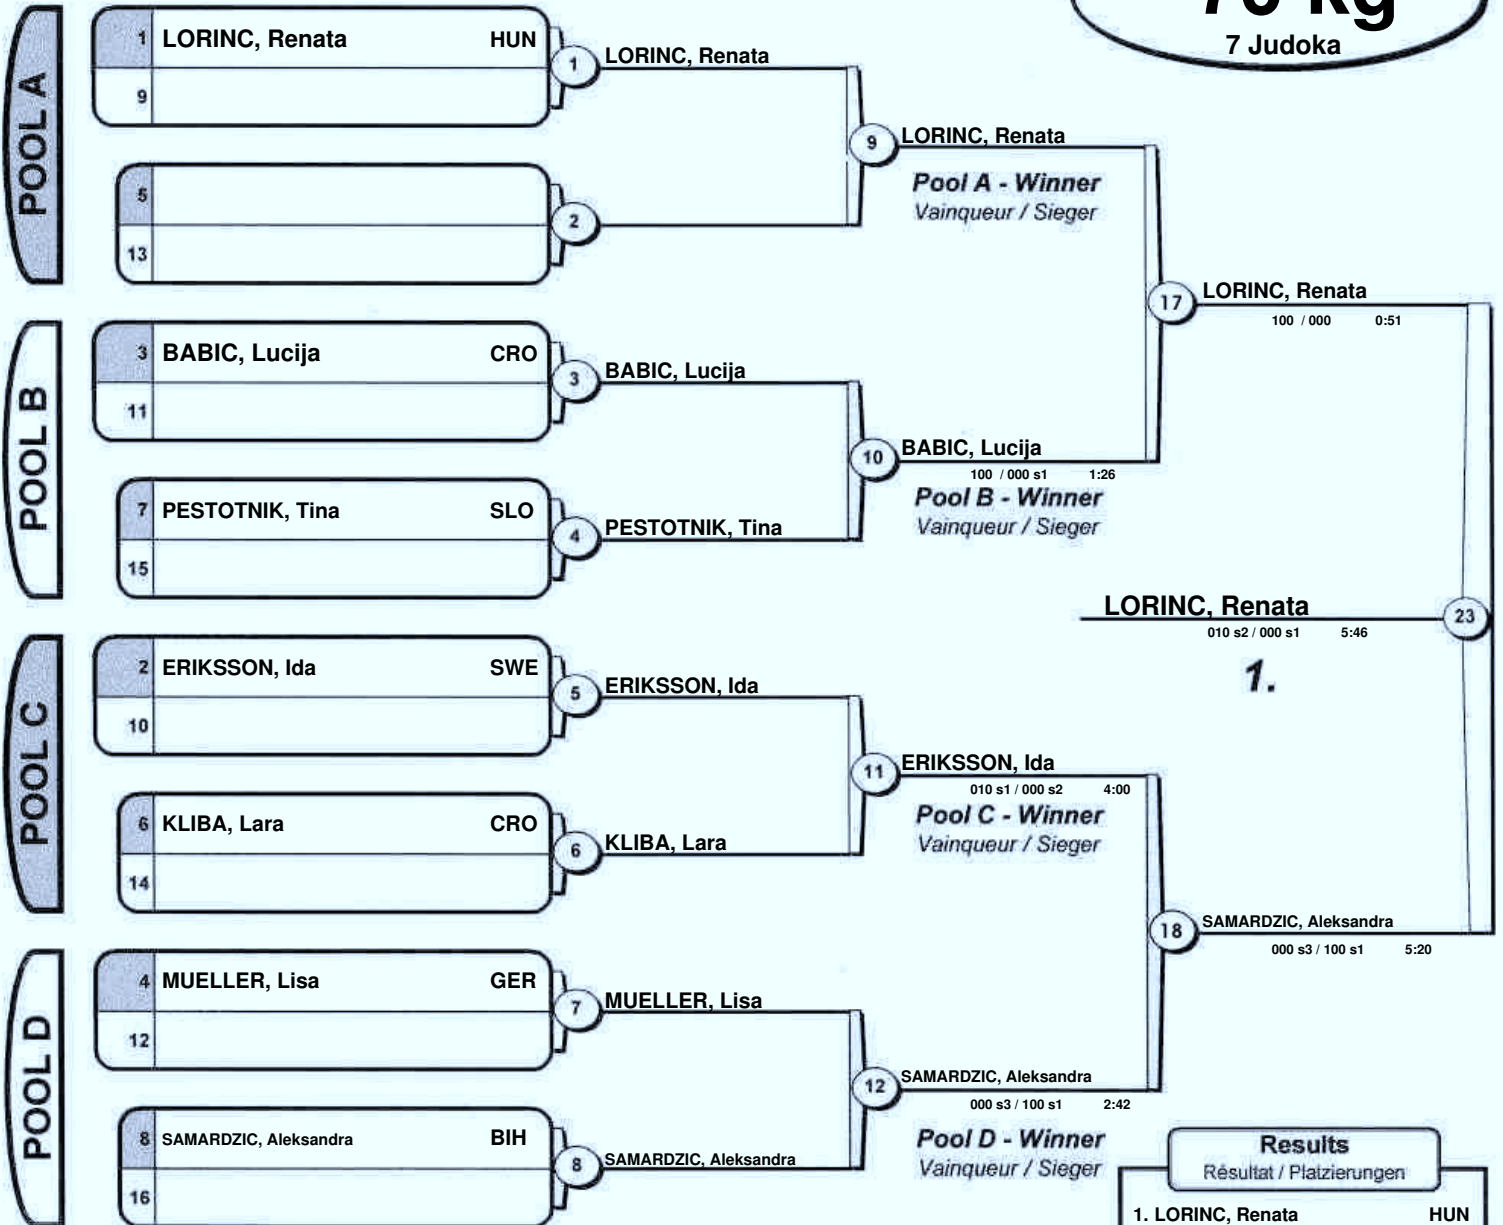 70 kg
7 Judoka
POOL A
1 LORINC, Renata HUN
9
1
LORINC, Renata
5
13
2
9
LORINC, Renata
Pool A - Winner
Vainqueur / Sieger
POOL B
3 BABIC, Lucija CRO
11
3
BABIC, Lucija
7 PESTOTNIK, Tina SLO
15
4
PESTOTNIK, Tina
10
BABIC, Lucija
100 / 000 s1 1:26
Pool B - Winner
Vainqueur / Sieger
17
LORINC, Renata
100 / 000 0:51
LORINC, Renata
23
010 s2 / 000 s1 5:46
1.
POOL C
2 ERIKSSON, Ida SWE
10
5
ERIKSSON, Ida
6 KLIBA, Lara CRO
14
6
KLIBA, Lara
11
ERIKSSON, Ida
010 s1 / 000 s2 4:00
Pool C - Winner
Vainqueur / Sieger
POOL D
4 MUELLER, Lisa GER
12
7
MUELLER, Lisa
8 SAMARDZIC, Aleksandra BIH
16
8
SAMARDZIC, Aleksandra
12
SAMARDZIC, Aleksandra
000 s3 / 100 s1 2:42
Pool D - Winner
Vainqueur / Sieger
18
SAMARDZIC, Aleksandra
000 s3 / 100 s1 5:20
Results
Résultat / Platzierungen
1. LORINC, Renata HUN